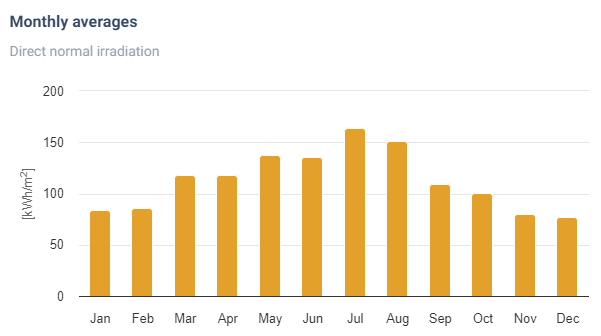 Monthly averages
Direct normal irradiation
200
150
100
50
0
[kWh/m²]
Jan Feb Mar Apr May Jun Jul Aug Sep Oct Nov Dec